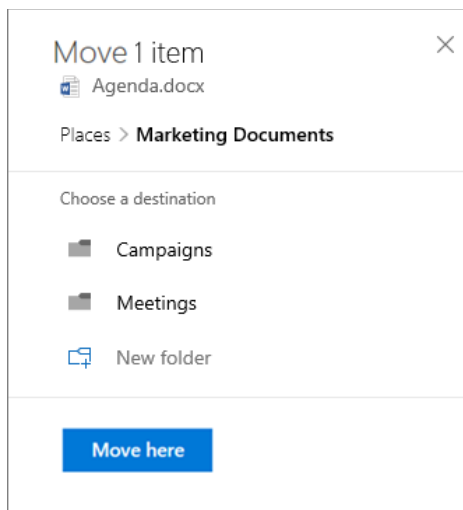 Move 1 item
Agenda.docx
Places > Marketing Documents
Choose a destination
Campaigns
Meetings
New folder
Move here